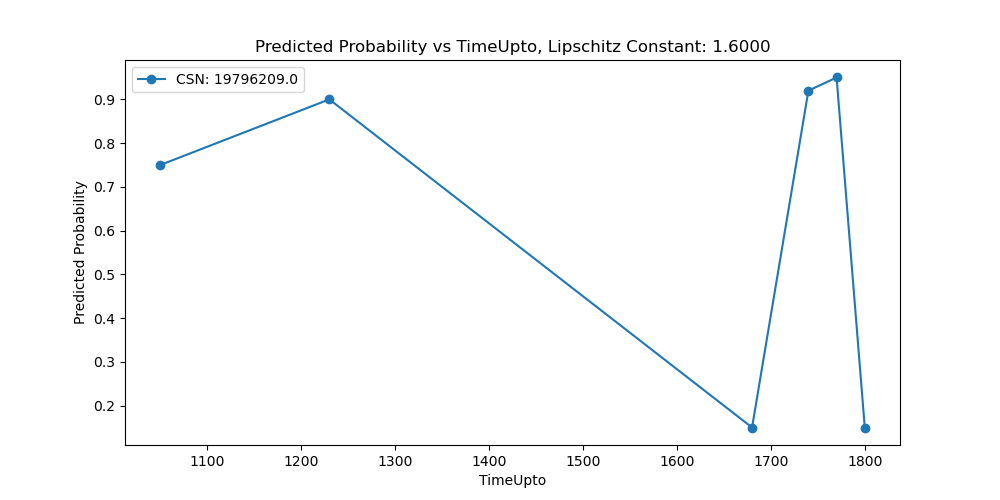 Predicted Probability vs TimeUpto, Lipschitz Constant: 1.6000
CSN: 19796209.0
0.9
0.8
0.7
0.6
0.5
0.4
0.3
0.2
Predicted Probability
1100 1200 1300 1400 1500 1600 1700 1800
TimeUpto